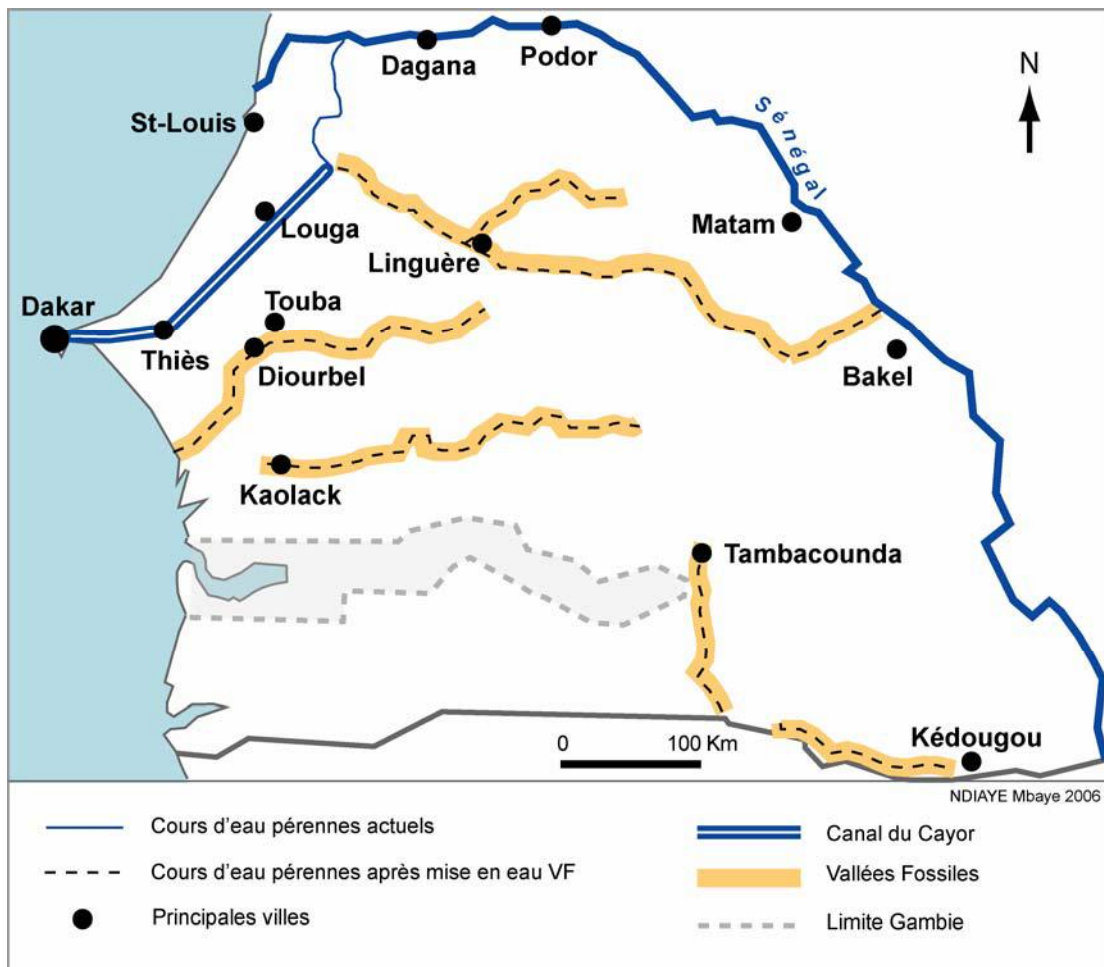 Dagana
Podor
N
St-Louis
Sénégal
Louga
Matam
Linguère
Dakar
Touba
Thiès
Diourbel
Bakel
Kaolack
Tambacounda
0 100 Km
Kédougou
NDIAYE Mbaye 2006
Cours d'eau pérennes actuels
Cours d'eau pérennes après mise en eau VF
Principales villes
Canal du Cayor
Vallées Fossiles
Limite Gambie